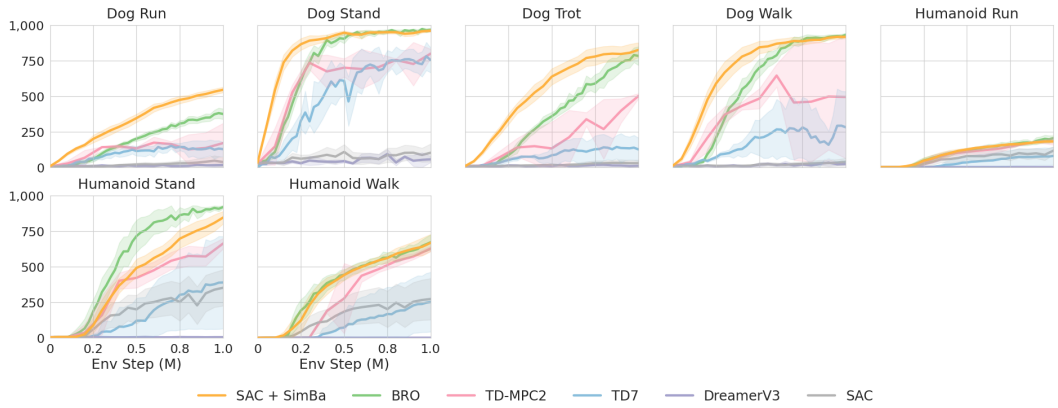 Dog Run
Dog Stand
Dog Trot
Dog Walk
Humanoid Run
1,000
750
500
250
0
Humanoid Stand
Humanoid Walk
1,000
750
500
250
0
0 0.2 0.5 0.8 1.0
0 0.2 0.5 0.8 1.0
Env Step (M)
Env Step (M)
SAC + SimBa BRO TD-MPC2 TD7 DreamerV3 SAC